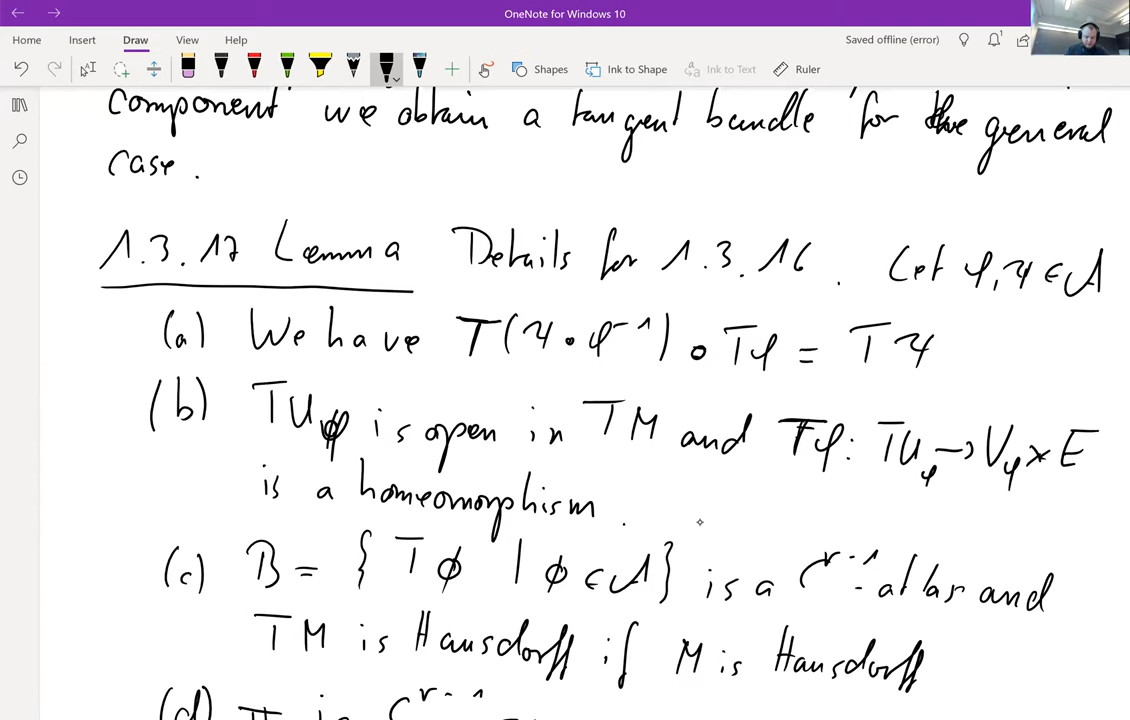 OneNote for Windows 10
Home Insert Draw View Help
Saved offline (error)
Shapes Ink to Shape Ink to Text Ruler
component" we obtain a tangent bundle for the general
case.
1.3.17 Lemma Details for 1.3.16. Let φ, ψ ∈ A
(a) We have T(ψ∘φ⁻¹) ∘ Tφ = Tψ
(b) TU_φ is open in TM and Tφ: TU_φ → V_φ × E
is a homeomorphism.
(c) B = { Tϕ | ϕ ∈ A } is a C^{r-1}-atlas and
TM is Hausdorff if M is Hausdorff
(d) is C^{r-1}